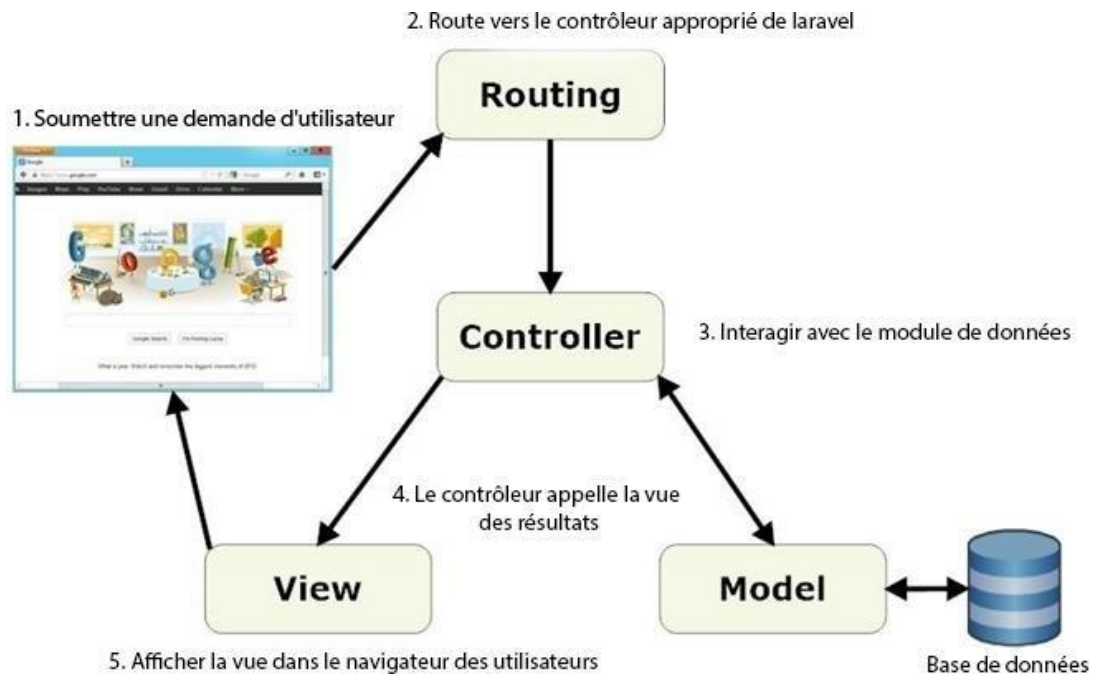 2. Route vers le contrôleur approprié de laravel
Routing
1. Soumettre une demande d'utilisateur
Google
Controller
3. Interagir avec le module de données
4. Le contrôleur appelle la vue
des résultats
View
Model
5. Afficher la vue dans le navigateur des utilisateurs
Base de données